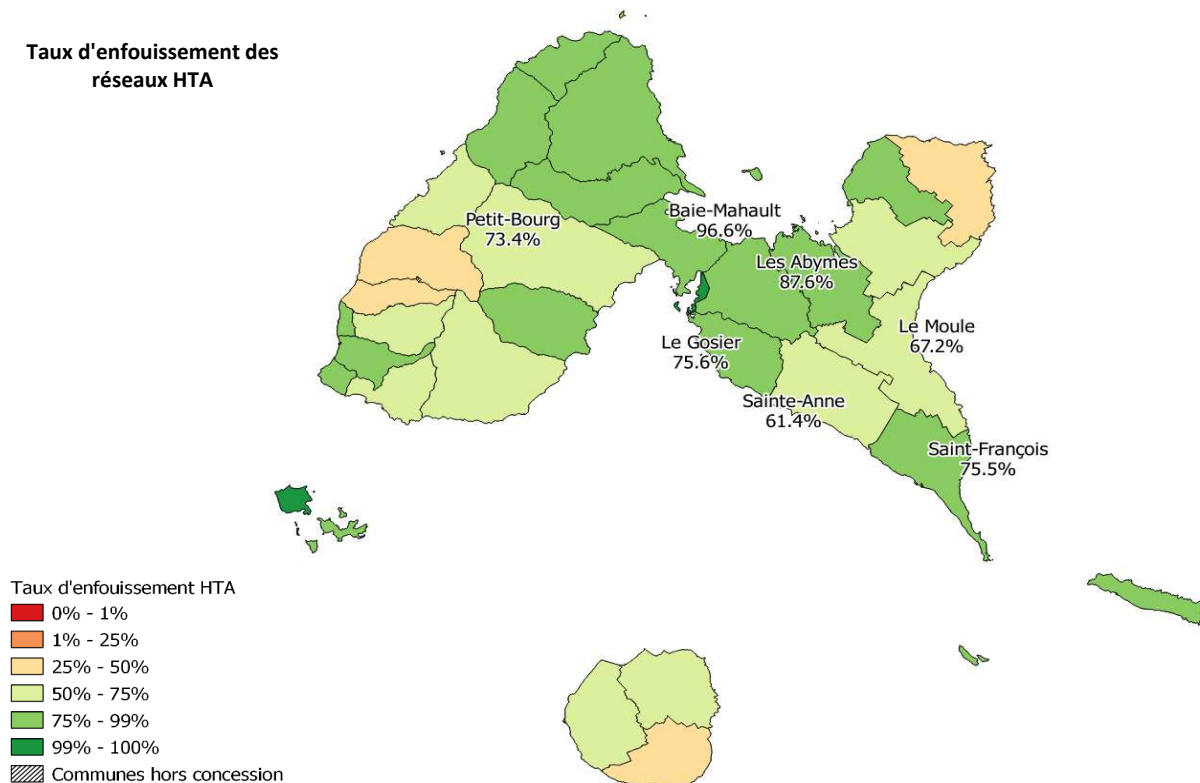 Taux d'enfouissement des
réseaux HTA
Petit-Bourg
73.4%
Baie-Mahault
96.6%
Les Abymes
87.6%
Le Moule
67.2%
Le Gosier
75.6%
Sainte-Anne
61.4%
Saint-François
75.5%
Taux d'enfouissement HTA
0% - 1%
1% - 25%
25% - 50%
50% - 75%
75% - 99%
99% - 100%
Communes hors concession